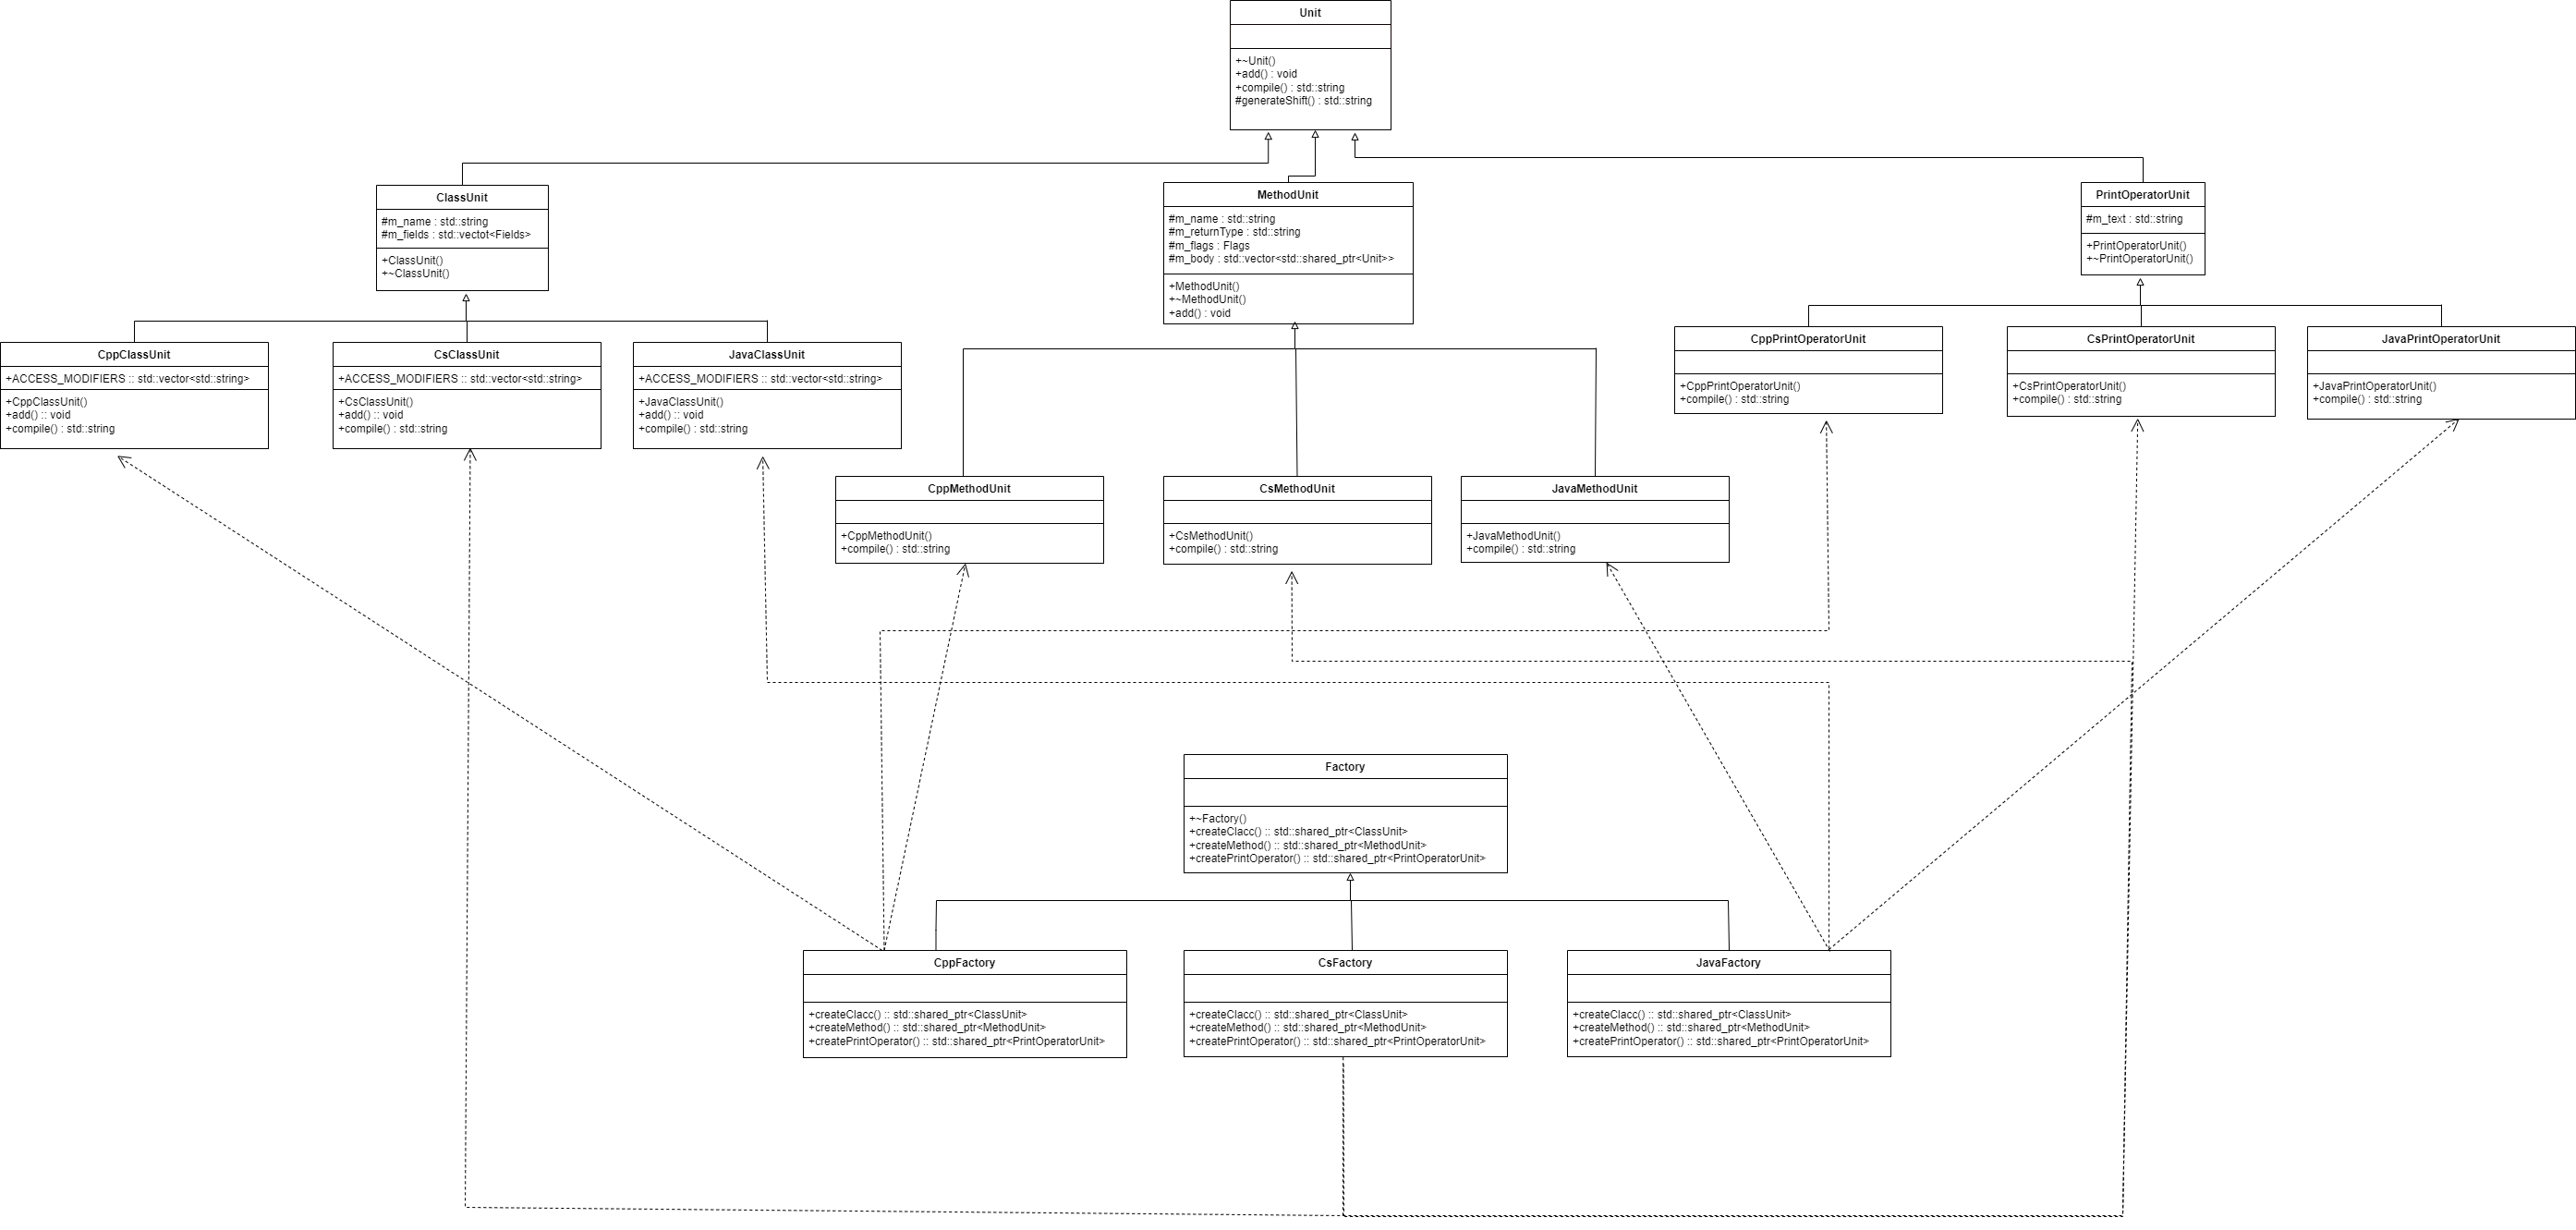 Unit
+~Unit()
+add() : void
+compile() : std::string
#generateShift() : std::string
ClassUnit
#m_name : std::string
#m_fields : std::vectot<Fields>
+ClassUnit()
+~ClassUnit()
MethodUnit
#m_name : std::string
#m_returnType : std::string
#m_flags : Flags
#m_body : std::vector<std::shared_ptr<Unit>>
+MethodUnit()
+~MethodUnit()
+add() : void
PrintOperatorUnit
#m_text : std::string
+PrintOperatorUnit()
+~PrintOperatorUnit()
CppClassUnit
+ACCESS_MODIFIERS :: std::vector<std::string>
+CppClassUnit()
+add() :: void
+compile() : std::string
CsClassUnit
+ACCESS_MODIFIERS :: std::vector<std::string>
+CsClassUnit()
+add() :: void
+compile() : std::string
JavaClassUnit
+ACCESS_MODIFIERS :: std::vector<std::string>
+JavaClassUnit()
+add() :: void
+compile() : std::string
CppPrintOperatorUnit
+CppPrintOperatorUnit()
+compile() : std::string
CsPrintOperatorUnit
+CsPrintOperatorUnit()
+compile() : std::string
JavaPrintOperatorUnit
+JavaPrintOperatorUnit()
+compile() : std::string
CppMethodUnit
+CppMethodUnit()
+compile() : std::string
CsMethodUnit
+CsMethodUnit()
+compile() : std::string
JavaMethodUnit
+JavaMethodUnit()
+compile() : std::string
Factory
+~Factory()
+createClacc() :: std::shared_ptr<ClassUnit>
+createMethod() :: std::shared_ptr<MethodUnit>
+createPrintOperator() :: std::shared_ptr<PrintOperatorUnit>
CppFactory
+createClacc() :: std::shared_ptr<ClassUnit>
+createMethod() :: std::shared_ptr<MethodUnit>
+createPrintOperator() :: std::shared_ptr<PrintOperatorUnit>
CsFactory
+createClacc() :: std::shared_ptr<ClassUnit>
+createMethod() :: std::shared_ptr<MethodUnit>
+createPrintOperator() :: std::shared_ptr<PrintOperatorUnit>
JavaFactory
+createClacc() :: std::shared_ptr<ClassUnit>
+createMethod() :: std::shared_ptr<MethodUnit>
+createPrintOperator() :: std::shared_ptr<PrintOperatorUnit>